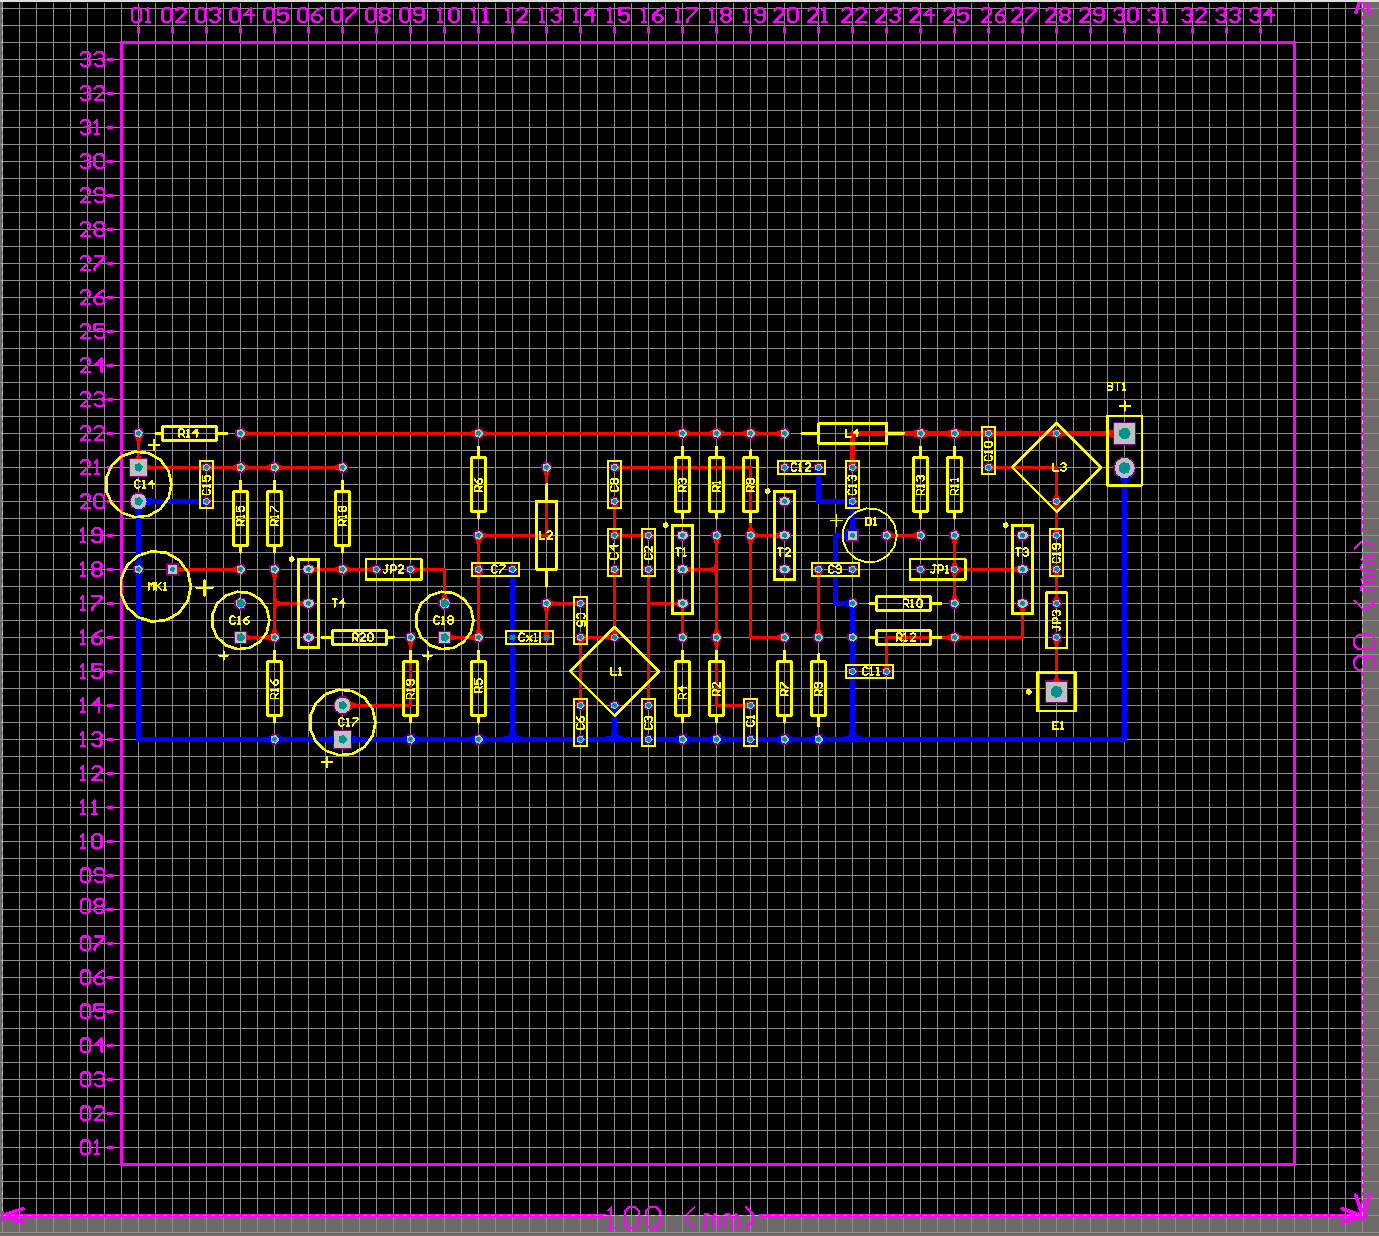 01 02 03 04 05 06 07 08 09 10 11 12 13 14 15 16 17 18 19 20 21 22 23 24 25 26 27 28 29 30 31 32 33 34
33
32
31
30
29
28
27
26
25
24
23 BT1
+
22 R14 L4
+
21 C14 C15 R6 C8 R3 R1 R8 C12 C13 R13 R11 C10 L3
20 R15 R17 R18 L2
+ D1
19 C4 C2 T1 T2 T3 C19
18 JP2 C7 C9 JP1
MK1 +
17 C16 T4 C18 C5 R10 JP3
16 R20 Cx1 R12
+ +
15 R16 R19 R5 L1 R4 R2 R7 R9 C11
14 C17 C6 C3 C1 E1
13
+
12
11
10
09
08
07
06
05
04
03
02
01
90 (mm)
100 (mm)